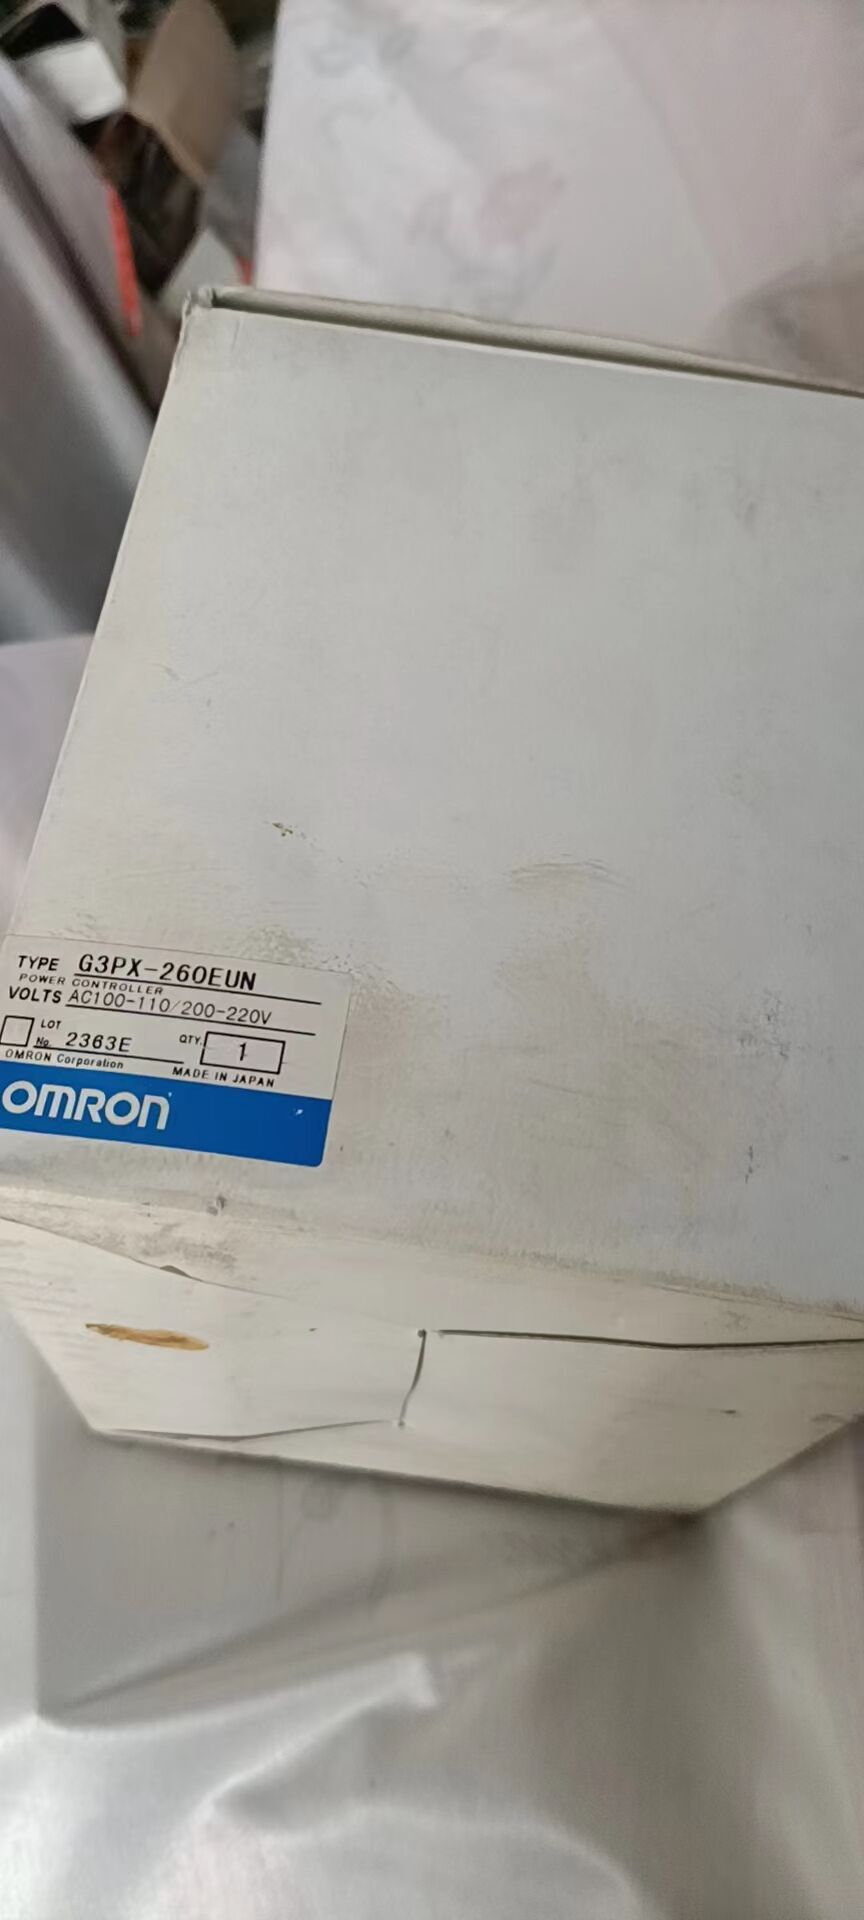 TYPE G3PX-260EUN
POWER CONTROLLER
VOLTS AC100-110/200-220V
LOT No. 2363E QTY. 1
OMRON Corporation MADE IN JAPAN
OMRON